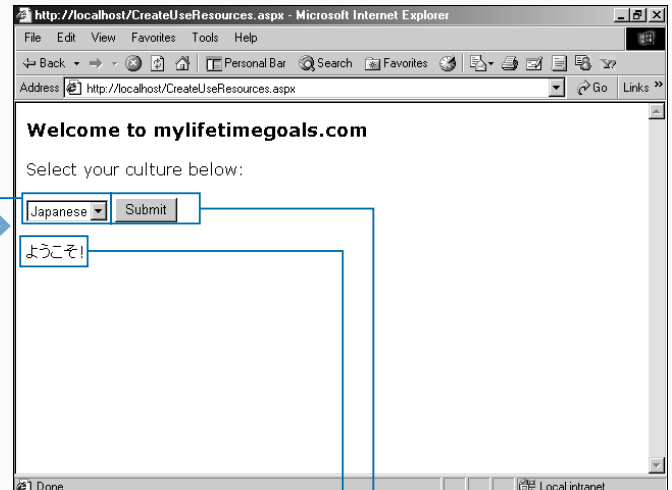 http://localhost/CreateUseResources.aspx - Microsoft Internet Explorer
File Edit View Favorites Tools Help
Back Personal Bar Search Favorites
Address http://localhost/CreateUseResources.aspx Go Links »
Welcome to mylifetimegoals.com
Select your culture below:
Japanese Submit
ようこそ!
Done Local intranet